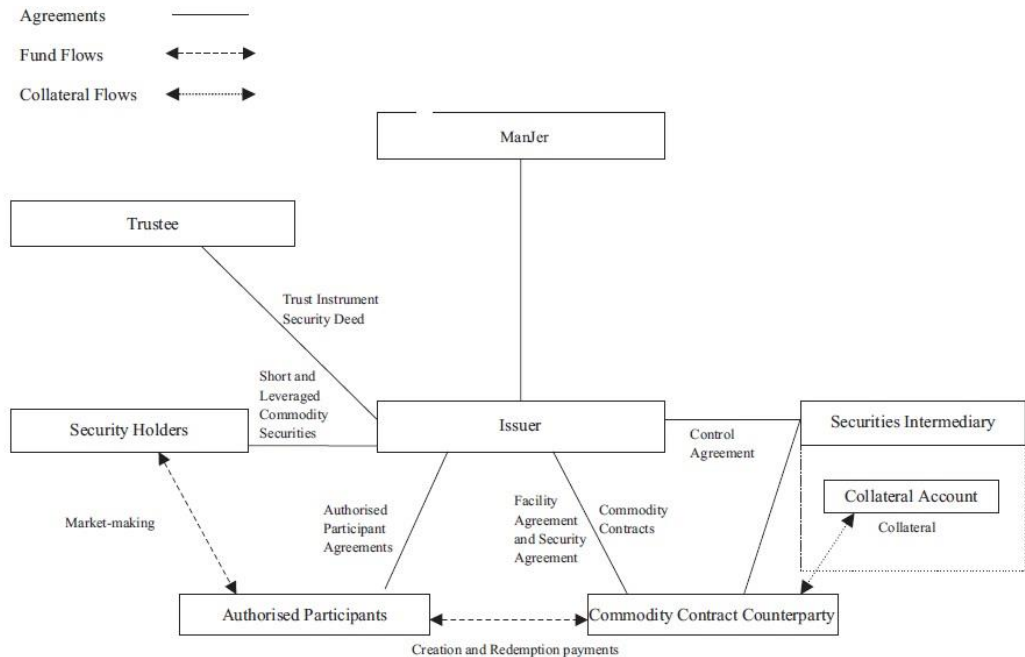 Agreements
Fund Flows
Collateral Flows
ManJer
Trustee
Trust Instrument
Security Deed
Short and
Leveraged
Commodity
Securities
Security Holders
Issuer
Control
Agreement
Securities Intermediary
Collateral Account
Collateral
Market-making
Authorised
Participant
Agreements
Facility
Agreement
and Security
Agreement
Commodity
Contracts
Authorised Participants
Commodity Contract Counterparty
Creation and Redemption payments